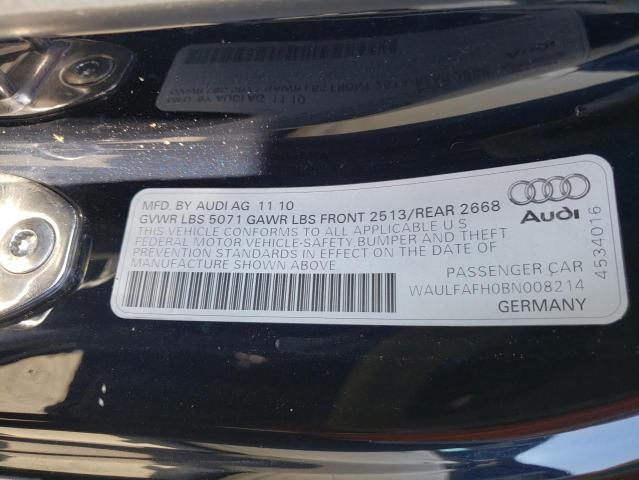 MFD. BY AUDI AG 11 10
GVWR LBS 5071 GAWR LBS FRONT 2513/REAR 2668
THIS VEHICLE CONFORMS TO ALL APPLICABLE U S
FEDERAL MOTOR VEHICLE-SAFETY, BUMPER AND THEFT
PREVENTION STANDARDS IN EFFECT ON THE DATE OF
MANUFACTURE SHOWN ABOVE
PASSENGER CAR
WAULFAFH0BN008214
GERMANY
Audi
4534016